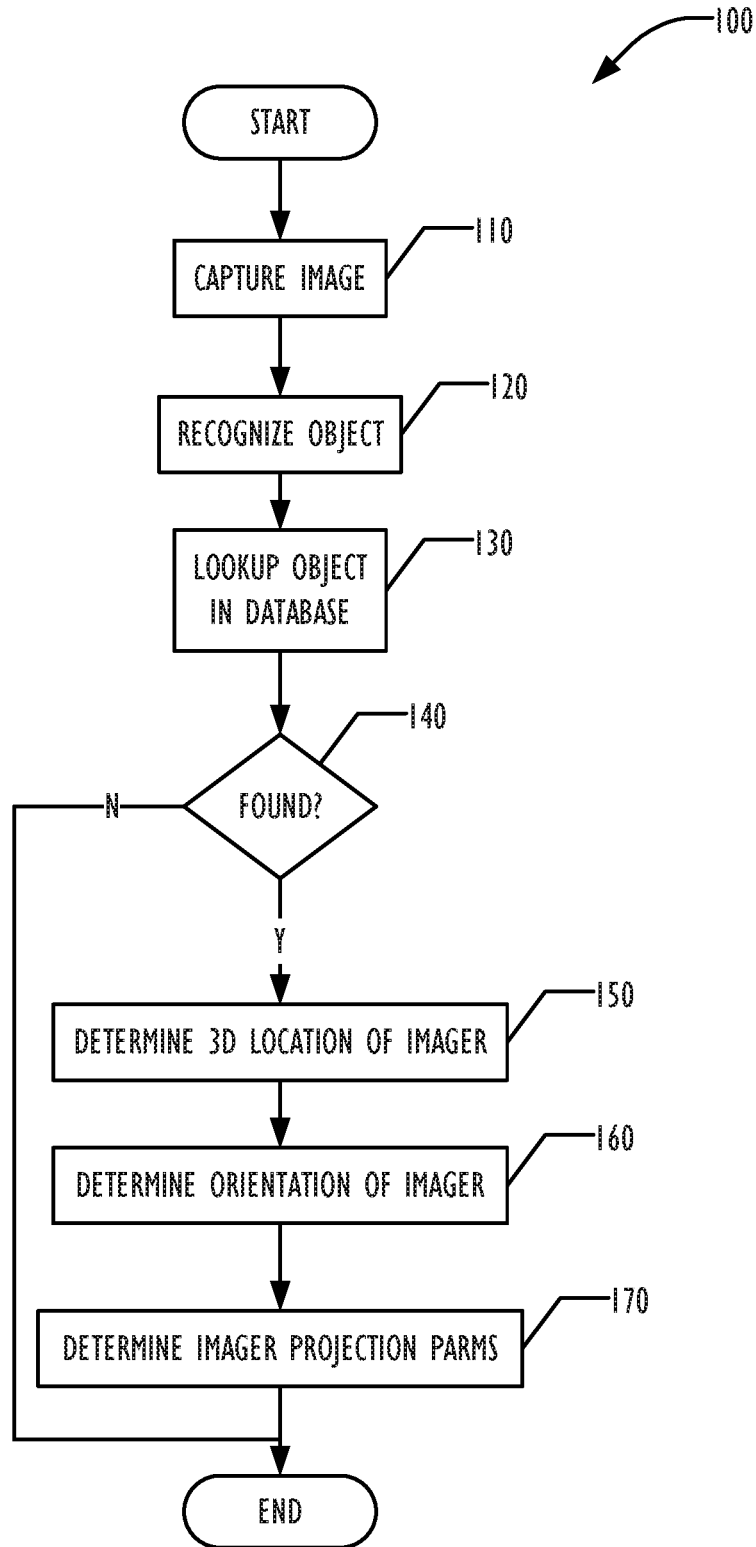 100
START
110
CAPTURE IMAGE
120
RECOGNIZE OBJECT
130
LOOKUP OBJECT
IN DATABASE
140
N
FOUND?
Y
150
DETERMINE 3D LOCATION OF IMAGER
160
DETERMINE ORIENTATION OF IMAGER
170
DETERMINE IMAGER PROJECTION PARMS
END